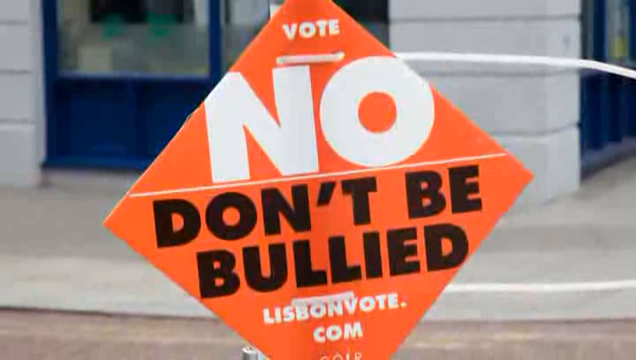 VOTE
NO
DON'T BE
BULLIED
LISBONVOTE.
COM